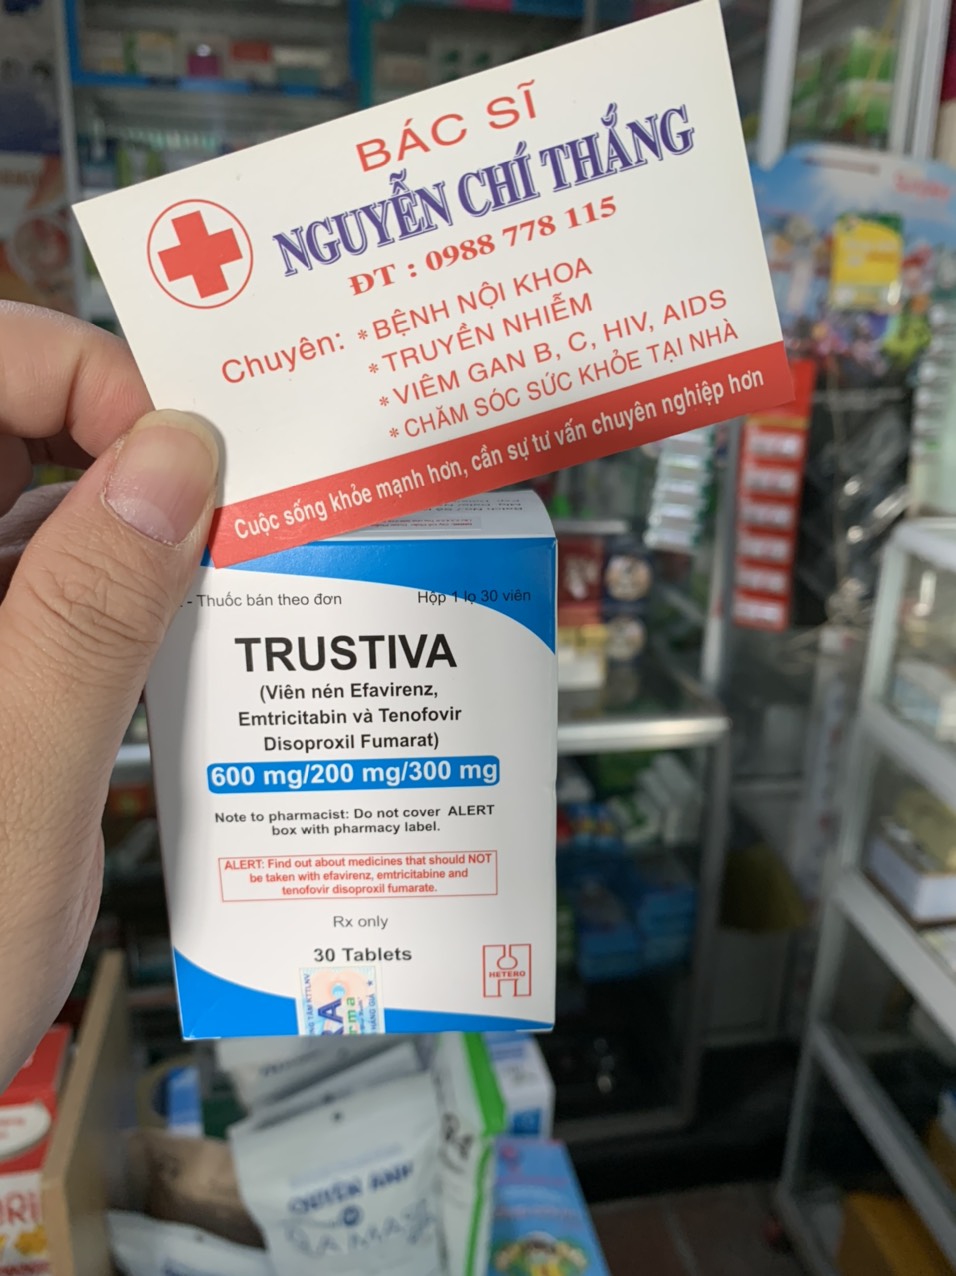 BÁC SĨ
NGUYỄN CHÍ THẮNG
ĐT : 0988 778 115
Chuyên: * BỆNH NỘI KHOA
* TRUYỀN NHIỄM
* VIÊM GAN B, C, HIV, AIDS
* CHĂM SÓC SỨC KHỎE TẠI NHÀ
Cuộc sống khỏe mạnh hơn, cần sự tư vấn chuyên nghiệp hơn
- Thuốc bán theo đơn Hộp 1 lọ 30 viên
TRUSTIVA
(Viên nén Efavirenz,
Emtricitabin và Tenofovir
Disoproxil Fumarat)
600 mg/200 mg/300 mg
Note to pharmacist: Do not cover ALERT
box with pharmacy label.
ALERT: Find out about medicines that should NOT
be taken with efavirenz, emtricitabine and
tenofovir disoproxil fumarate.
Rx only
30 Tablets
HETERO